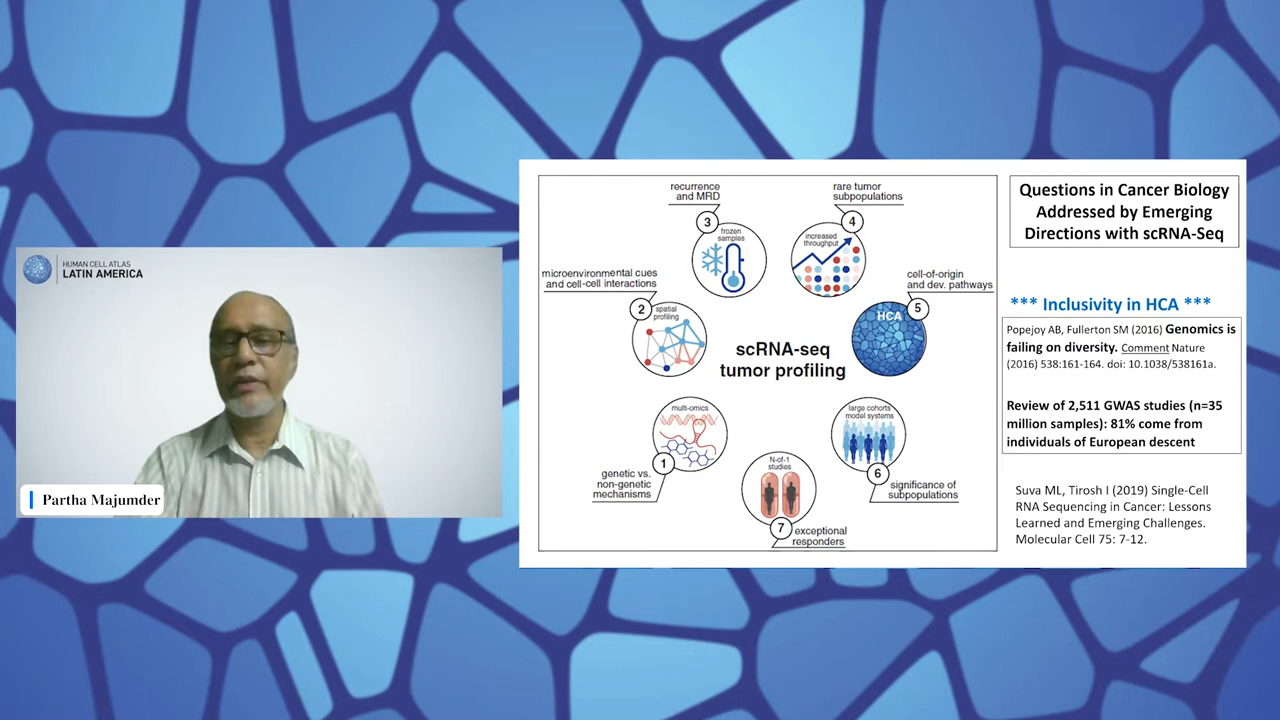 HUMAN CELL ATLAS
LATIN AMERICA
Partha Majumder
recurrence
and MRD
3
frozen
samples
rare tumor
subpopulations
4
increased
throughput
microenvironmental cues
and cell-cell interactions
2
spatial
profiling
cell-of-origin
and dev. pathways
5
HCA
scRNA-seq
tumor profiling
multi-omics
1
genetic vs.
non-genetic
mechanisms
large cohorts
model systems
6
significance of
subpopulations
N-of-1
studies
7
exceptional
responders
Questions in Cancer Biology
Addressed by Emerging
Directions with scRNA-Seq
*** Inclusivity in HCA ***
Popejoy AB, Fullerton SM (2016) Genomics is
failing on diversity. Comment Nature
(2016) 538:161-164. doi: 10.1038/538161a.
Review of 2,511 GWAS studies (n=35
million samples): 81% come from
individuals of European descent
Suva ML, Tirosh I (2019) Single-Cell
RNA Sequencing in Cancer: Lessons
Learned and Emerging Challenges.
Molecular Cell 75: 7-12.